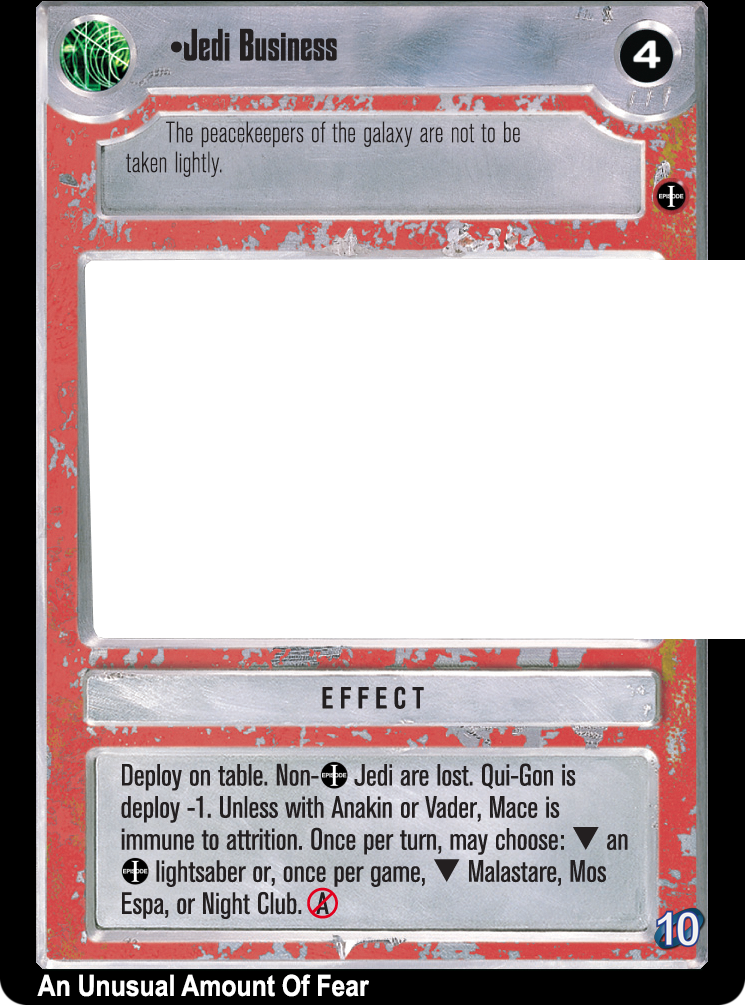 •Jedi Business
4
The peacekeepers of the galaxy are not to be
taken lightly.
EPISODE I
EFFECT
Deploy on table. Non-EPISODE I Jedi are lost. Qui-Gon is
deploy -1. Unless with Anakin or Vader, Mace is
immune to attrition. Once per turn, may choose: ▼ an
EPISODE I lightsaber or, once per game, ▼ Malastare, Mos
Espa, or Night Club. A
10
An Unusual Amount Of Fear